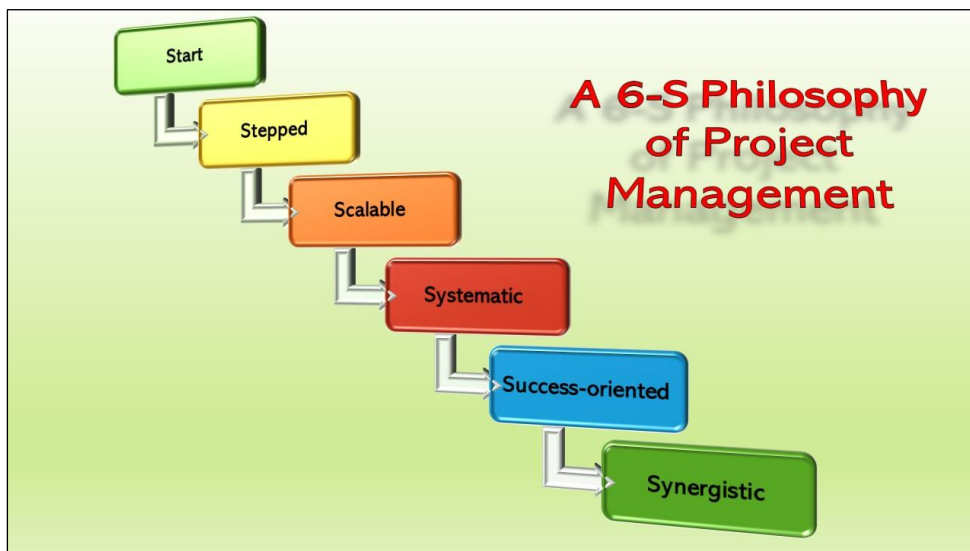 A 6-S Philosophy
of Project
Management
Start
Stepped
Scalable
Systematic
Success-oriented
Synergistic